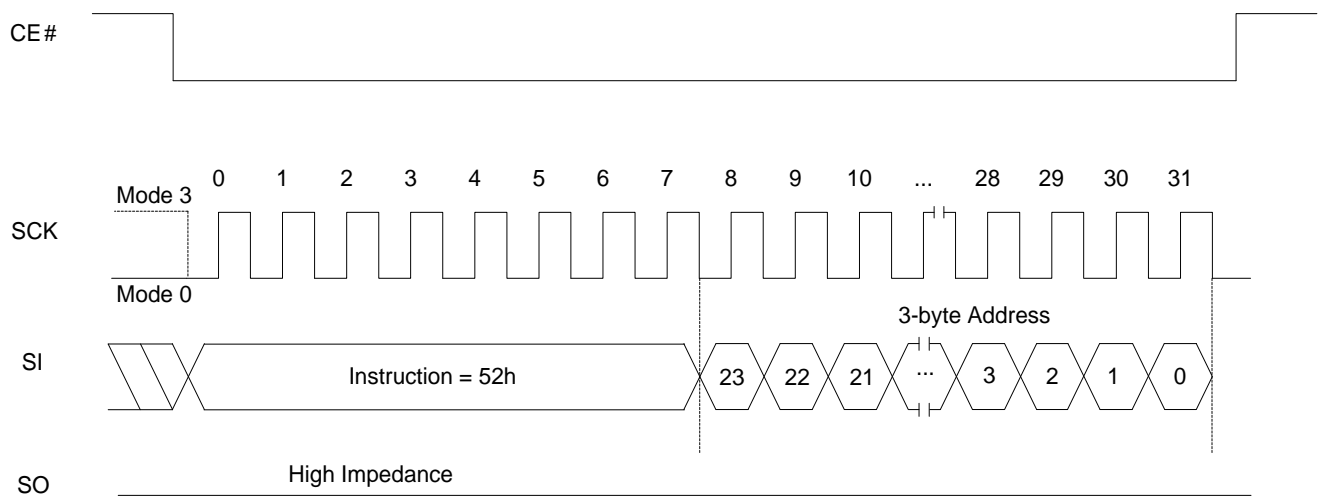 CE#
0 1 2 3 4 5 6 7 8 9 10 ... 28 29 30 31
Mode 3
SCK
Mode 0
3-byte Address
SI
Instruction = 52h 23 22 21 ... 3 2 1 0
High Impedance
SO